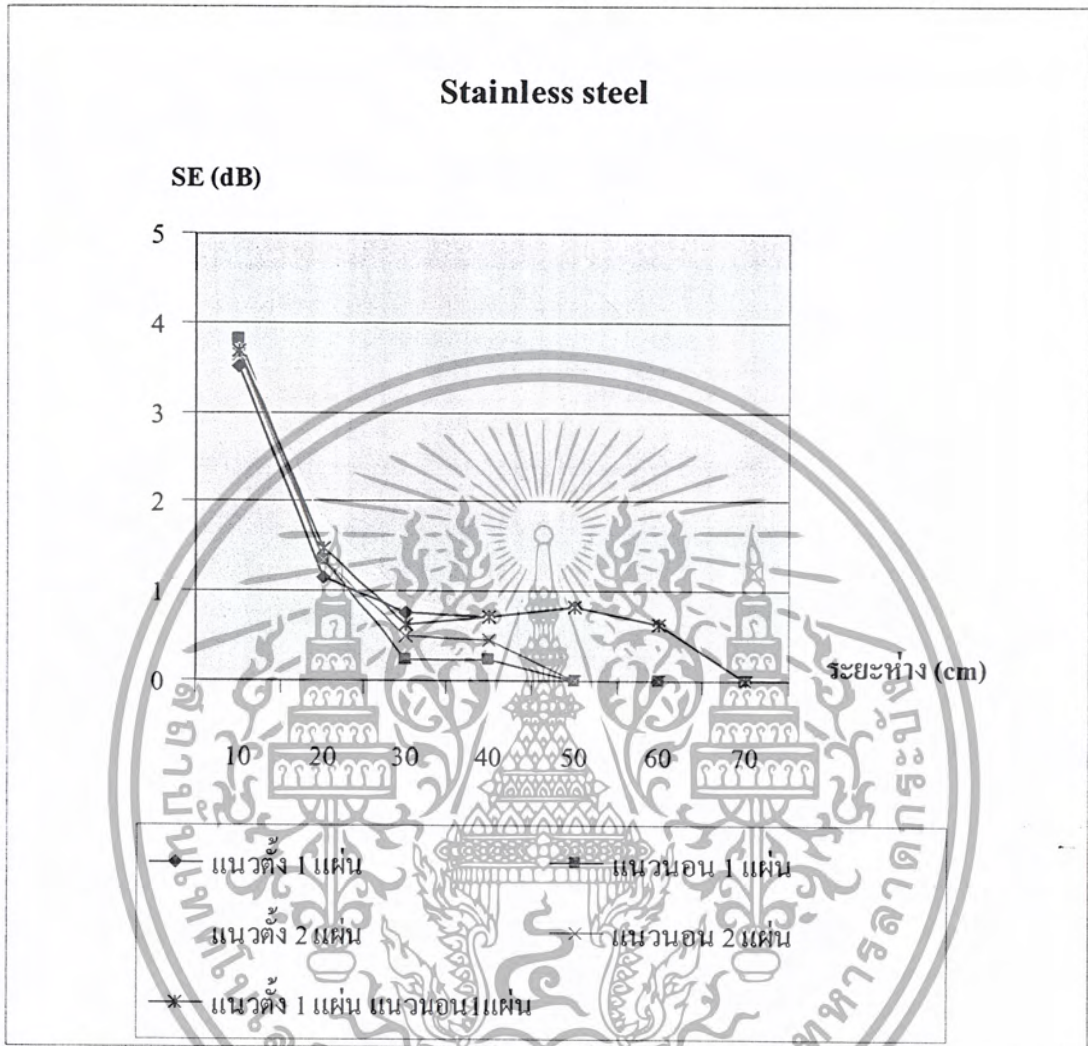 Stainless steel
SE (dB)
5
4
3
2
1
0
ระยะห่าง (cm)
10 20 30 40 50 60 70
แนวตั้ง 1 แผ่น แนวนอน 1 แผ่น
แนวตั้ง 2 แผ่น แนวนอน 2 แผ่น
แนวตั้ง 1 แผ่น แนวนอน1แผ่น